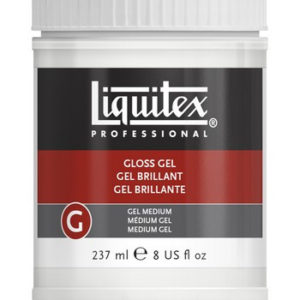 Liquitex®
PROFESSIONAL
GLOSS GEL
GEL BRILLANT
GEL BRILLANTE
G
GEL MEDIUM
MÉDIUM GEL
MEDIUM GEL
237 ml ℮ 8 US fl oz